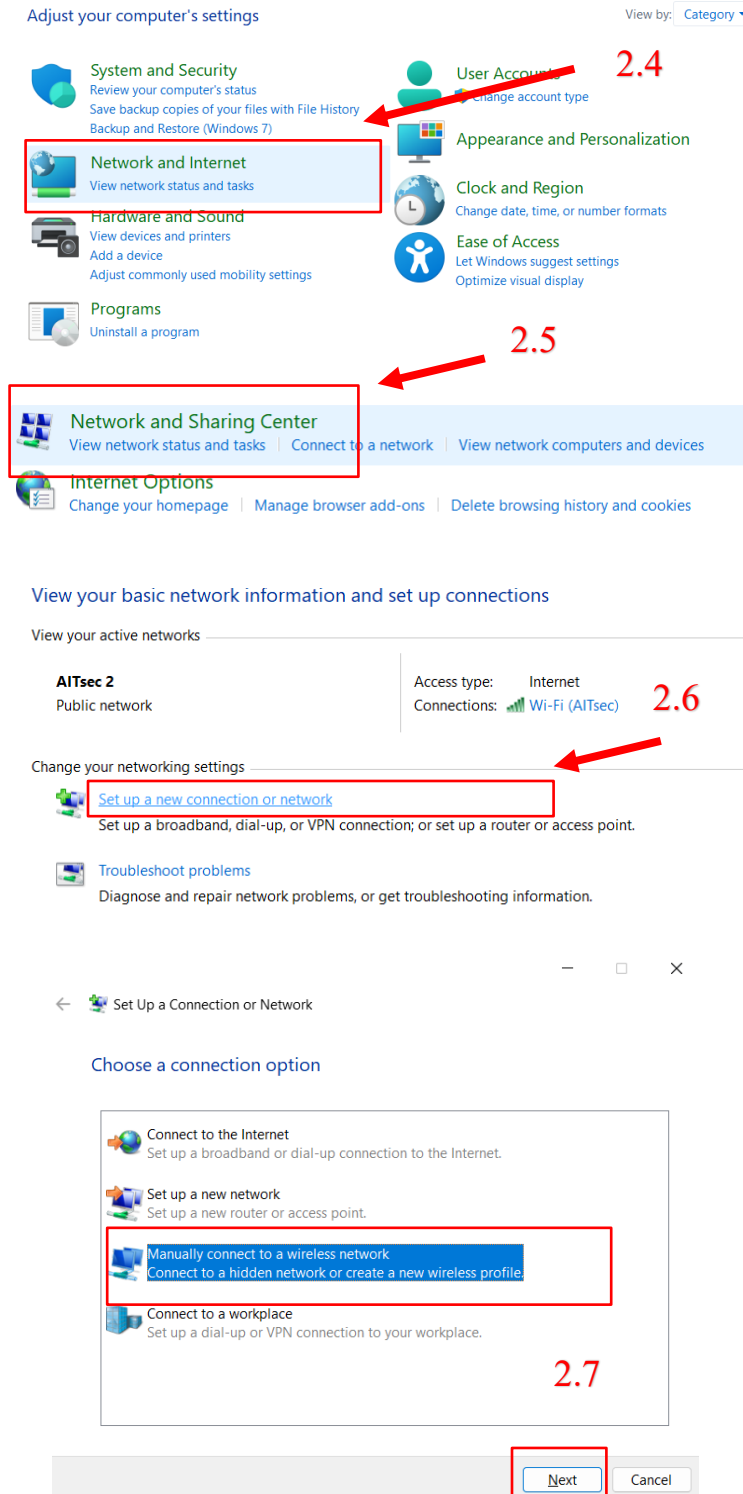 Adjust your computer's settings
View by: Category
System and Security
Review your computer's status
Save backup copies of your files with File History
Backup and Restore (Windows 7)
Network and Internet
View network status and tasks
Hardware and Sound
View devices and printers
Add a device
Adjust commonly used mobility settings
Programs
Uninstall a program
User Accounts
Change account type
Appearance and Personalization
Clock and Region
Change date, time, or number formats
Ease of Access
Let Windows suggest settings
Optimize visual display
2.4
2.5
Network and Sharing Center
View network status and tasks Connect to a network View network computers and devices
Internet Options
Change your homepage Manage browser add-ons Delete browsing history and cookies
View your basic network information and set up connections
View your active networks
AITsec 2
Public network
Access type: Internet
Connections: Wi-Fi (AITsec)
2.6
Change your networking settings
Set up a new connection or network
Set up a broadband, dial-up, or VPN connection; or set up a router or access point.
Troubleshoot problems
Diagnose and repair network problems, or get troubleshooting information.
Set Up a Connection or Network
Choose a connection option
Connect to the Internet
Set up a broadband or dial-up connection to the Internet.
Set up a new network
Set up a new router or access point.
Manually connect to a wireless network
Connect to a hidden network or create a new wireless profile.
Connect to a workplace
Set up a dial-up or VPN connection to your workplace.
2.7
Next
Cancel